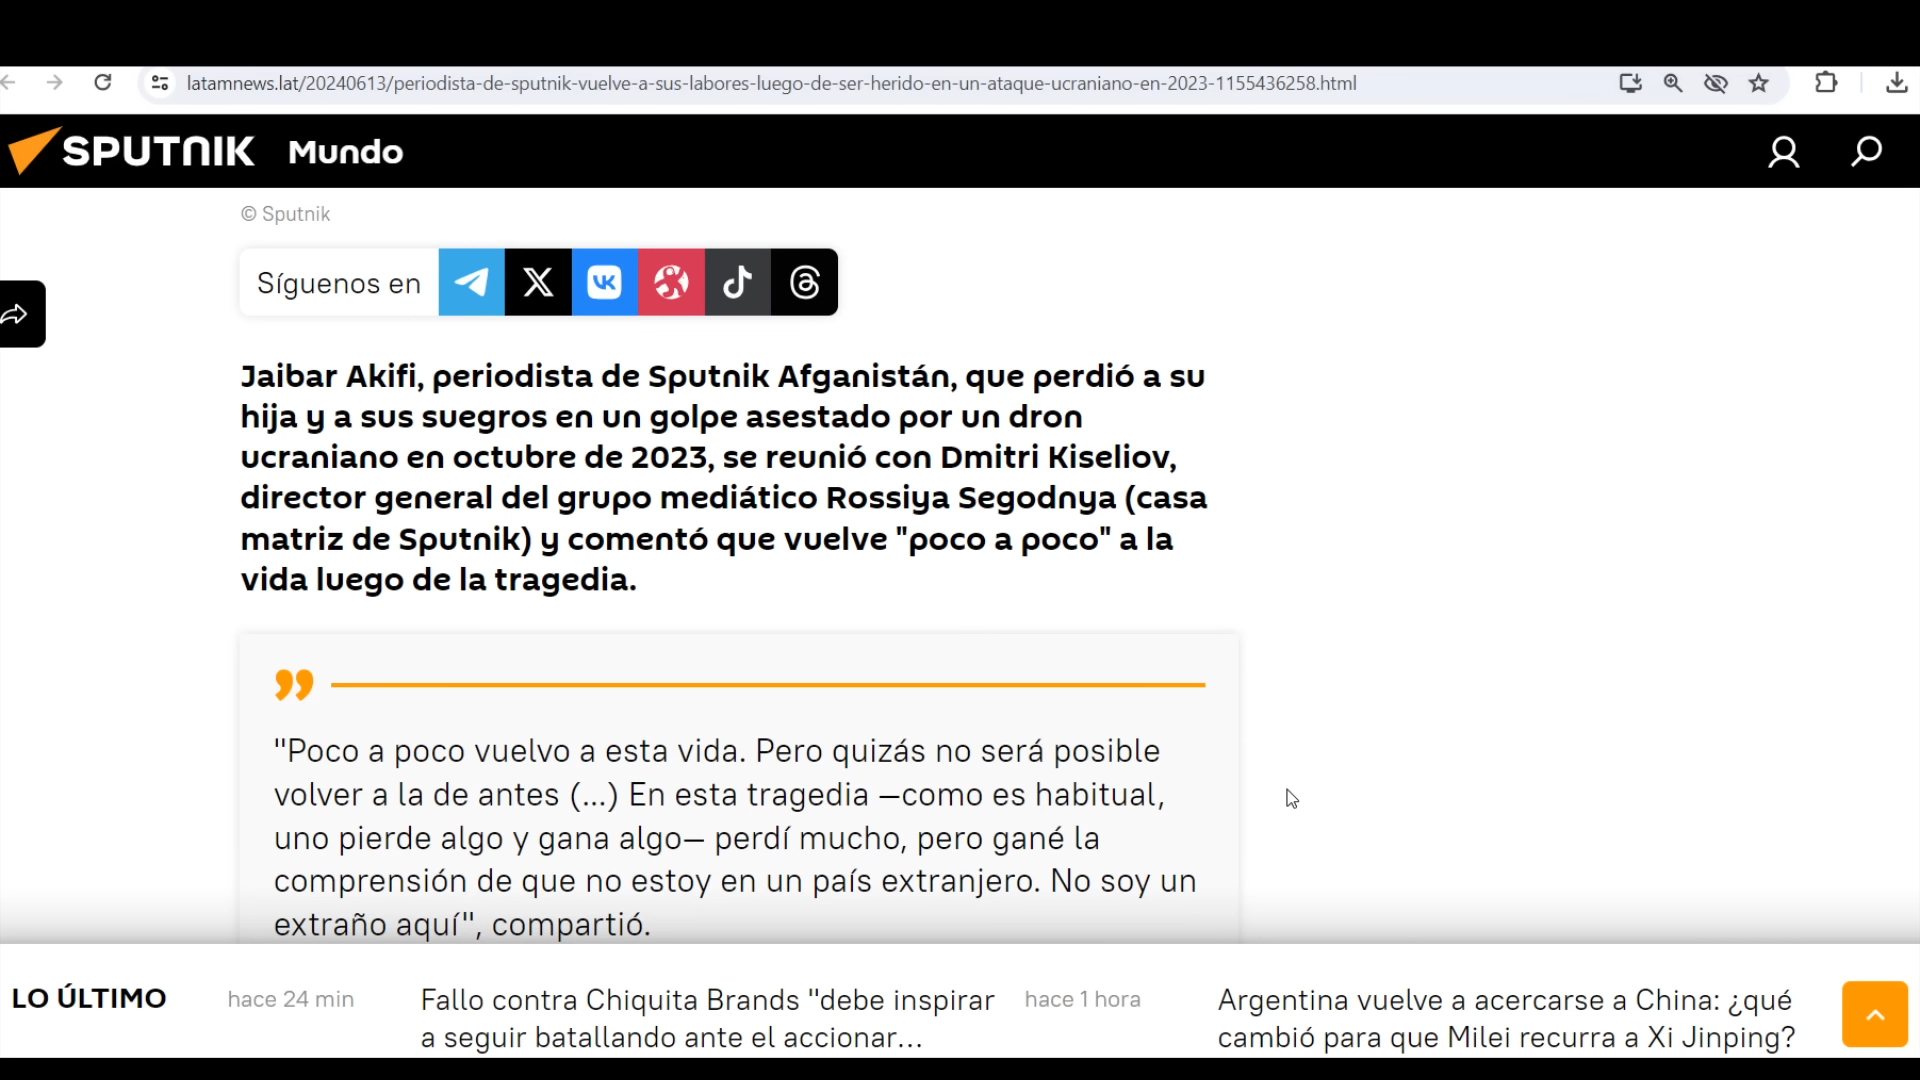 latamnews.lat/20240613/periodista-de-sputnik-vuelve-a-sus-labores-luego-de-ser-herido-en-un-ataque-ucraniano-en-2023-1155436258.html
SPUTNIK Mundo
© Sputnik
Síguenos en
Jaibar Akifi, periodista de Sputnik Afganistán, que perdió a su
hija y a sus suegros en un golpe asestado por un dron
ucraniano en octubre de 2023, se reunió con Dmitri Kiseliov,
director general del grupo mediático Rossiya Segodnya (casa
matriz de Sputnik) y comentó que vuelve "poco a poco" a la
vida luego de la tragedia.
"Poco a poco vuelvo a esta vida. Pero quizás no será posible
volver a la de antes (...) En esta tragedia —como es habitual,
uno pierde algo y gana algo— perdí mucho, pero gané la
comprensión de que no estoy en un país extranjero. No soy un
extraño aquí", compartió.
LO ÚLTIMO
hace 24 min
Fallo contra Chiquita Brands "debe inspirar
a seguir batallando ante el accionar...
hace 1 hora
Argentina vuelve a acercarse a China: ¿qué
cambió para que Milei recurra a Xi Jinping?